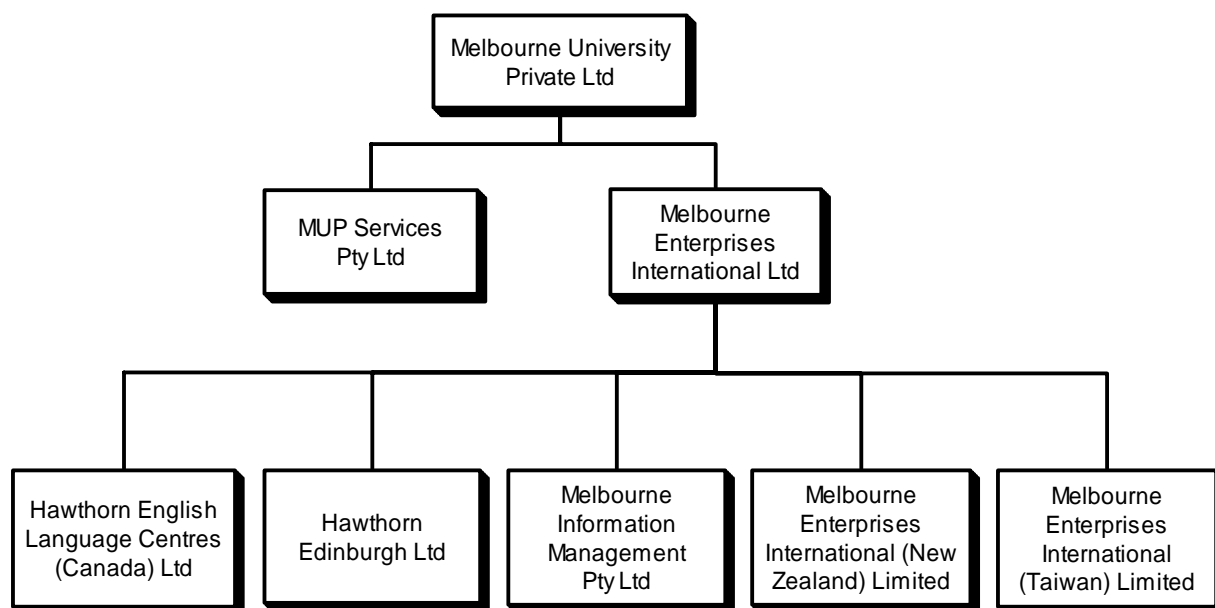 Melbourne University
Private Ltd
MUP Services
Pty Ltd
Melbourne
Enterprises
International Ltd
Hawthorn English
Language Centres
(Canada) Ltd
Hawthorn
Edinburgh Ltd
Melbourne
Information
Management
Pty Ltd
Melbourne
Enterprises
International (New
Zealand) Limited
Melbourne
Enterprises
International
(Taiwan) Limited